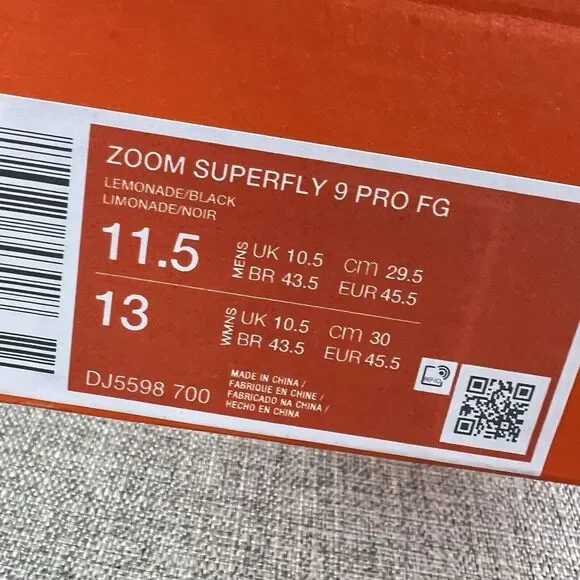 ZOOM SUPERFLY 9 PRO FG
LEMONADE/BLACK
LIMONADE/NOIR
11.5 MENS UK 10.5 cm 29.5
BR 43.5 EUR 45.5
13 WMNS UK 10.5 cm 30
BR 43.5 EUR 45.5
DJ5598 700
MADE IN CHINA /
FABRIQUE EN CHINE /
FABRICADO NA CHINA /
HECHO EN CHINA
RFID